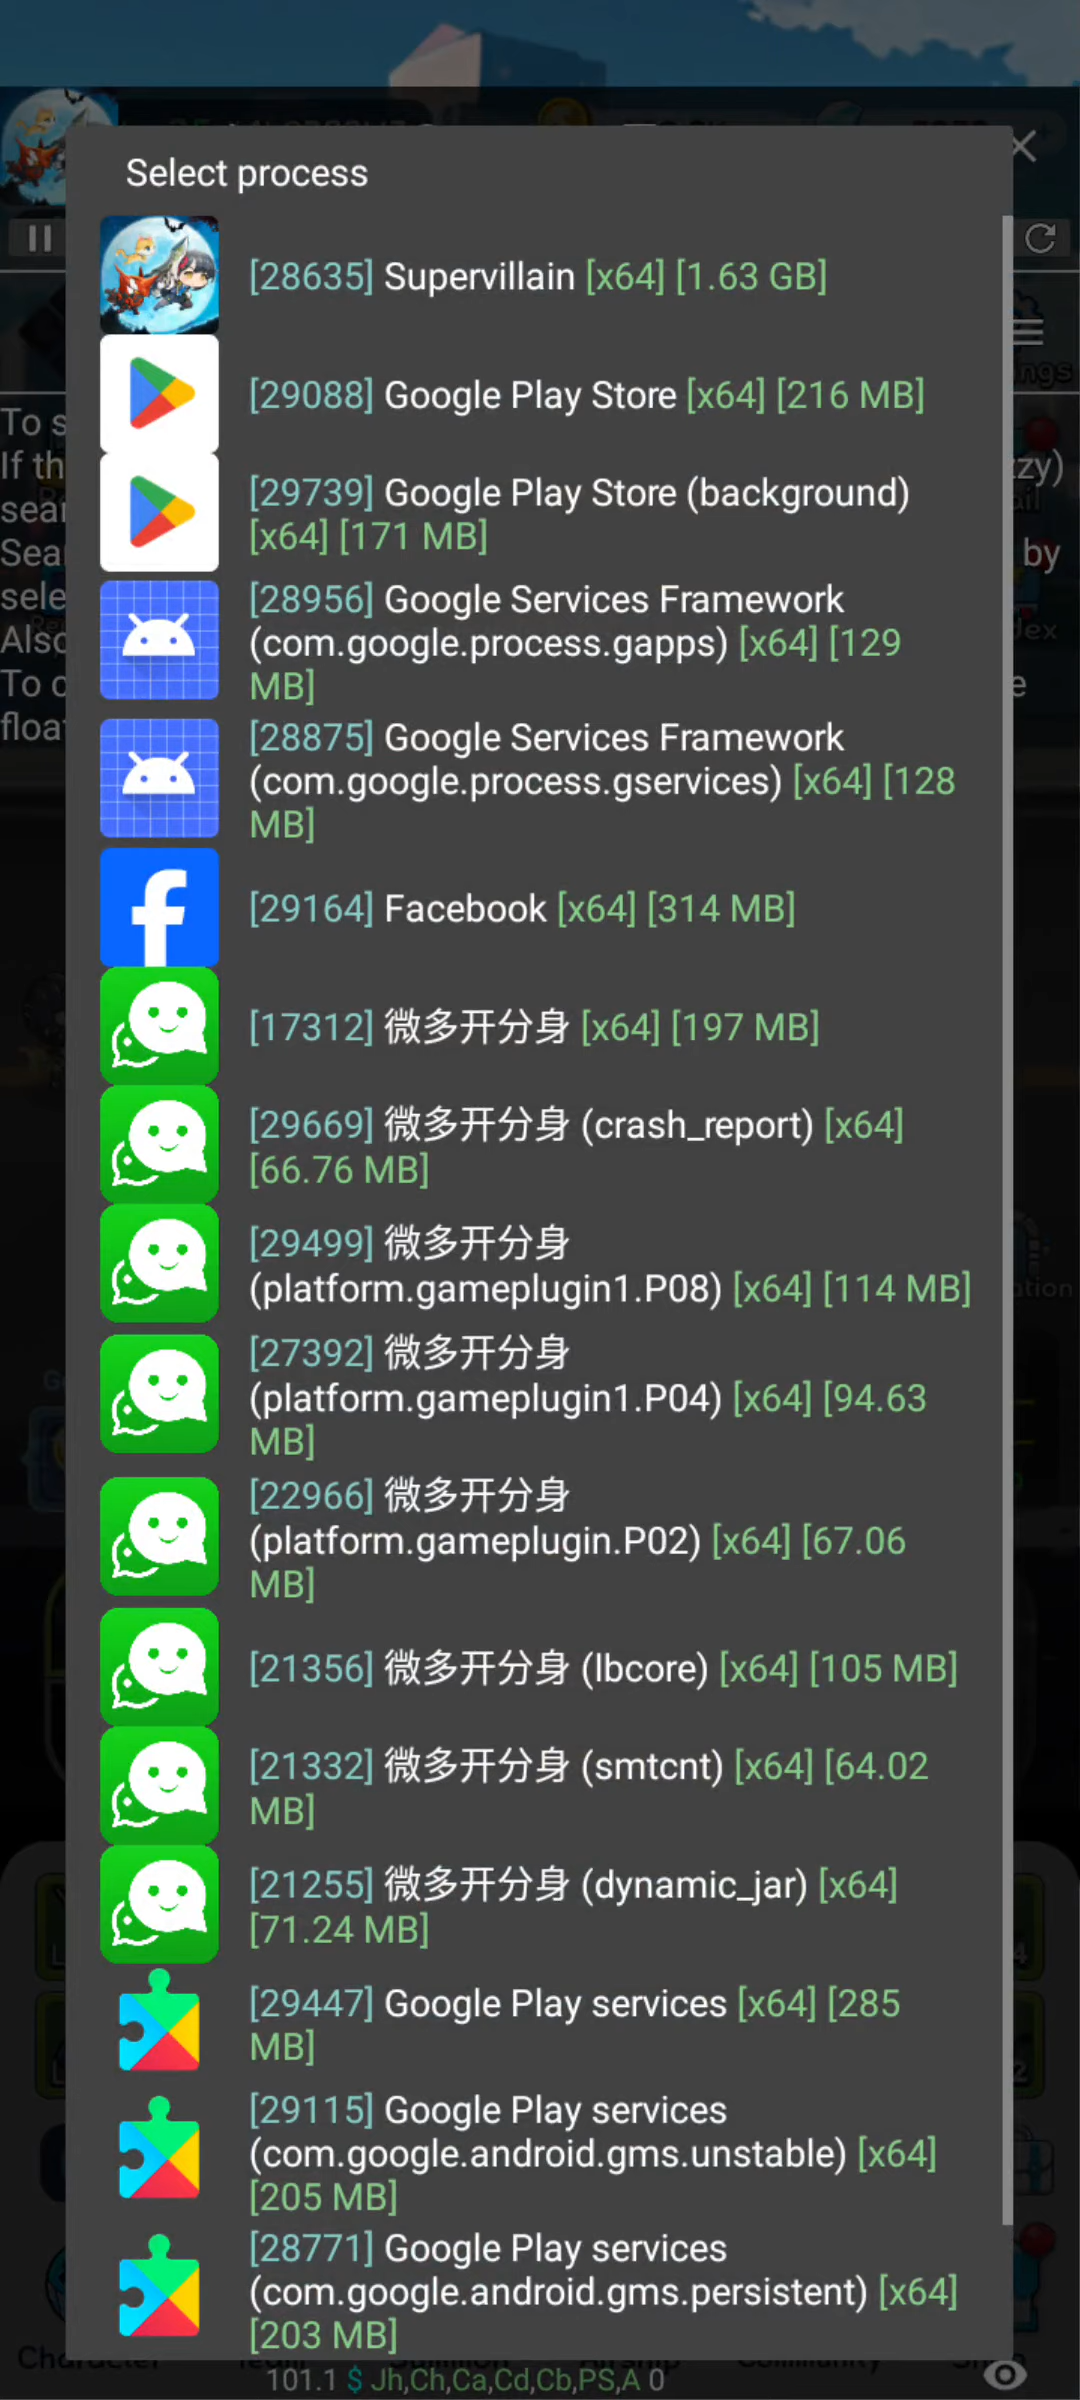 Select process
[28635] Supervillain [x64] [1.63 GB]
[29088] Google Play Store [x64] [216 MB]
[29739] Google Play Store (background)
[x64] [171 MB]
[28956] Google Services Framework
(com.google.process.gapps) [x64] [129
MB]
[28875] Google Services Framework
(com.google.process.gservices) [x64] [128
MB]
[29164] Facebook [x64] [314 MB]
[17312] 微多开分身 [x64] [197 MB]
[29669] 微多开分身 (crash_report) [x64]
[66.76 MB]
[29499] 微多开分身
(platform.gameplugin1.P08) [x64] [114 MB]
[27392] 微多开分身
(platform.gameplugin1.P04) [x64] [94.63
MB]
[22966] 微多开分身
(platform.gameplugin.P02) [x64] [67.06
MB]
[21356] 微多开分身 (lbcore) [x64] [105 MB]
[21332] 微多开分身 (smtcnt) [x64] [64.02
MB]
[21255] 微多开分身 (dynamic_jar) [x64]
[71.24 MB]
[29447] Google Play services [x64] [285
MB]
[29115] Google Play services
(com.google.android.gms.unstable) [x64]
[205 MB]
[28771] Google Play services
(com.google.android.gms.persistent) [x64]
[203 MB]
To
If
by
To
101.1 $ Jh,Ch,Ca,Cd,Cb,PS,A 0